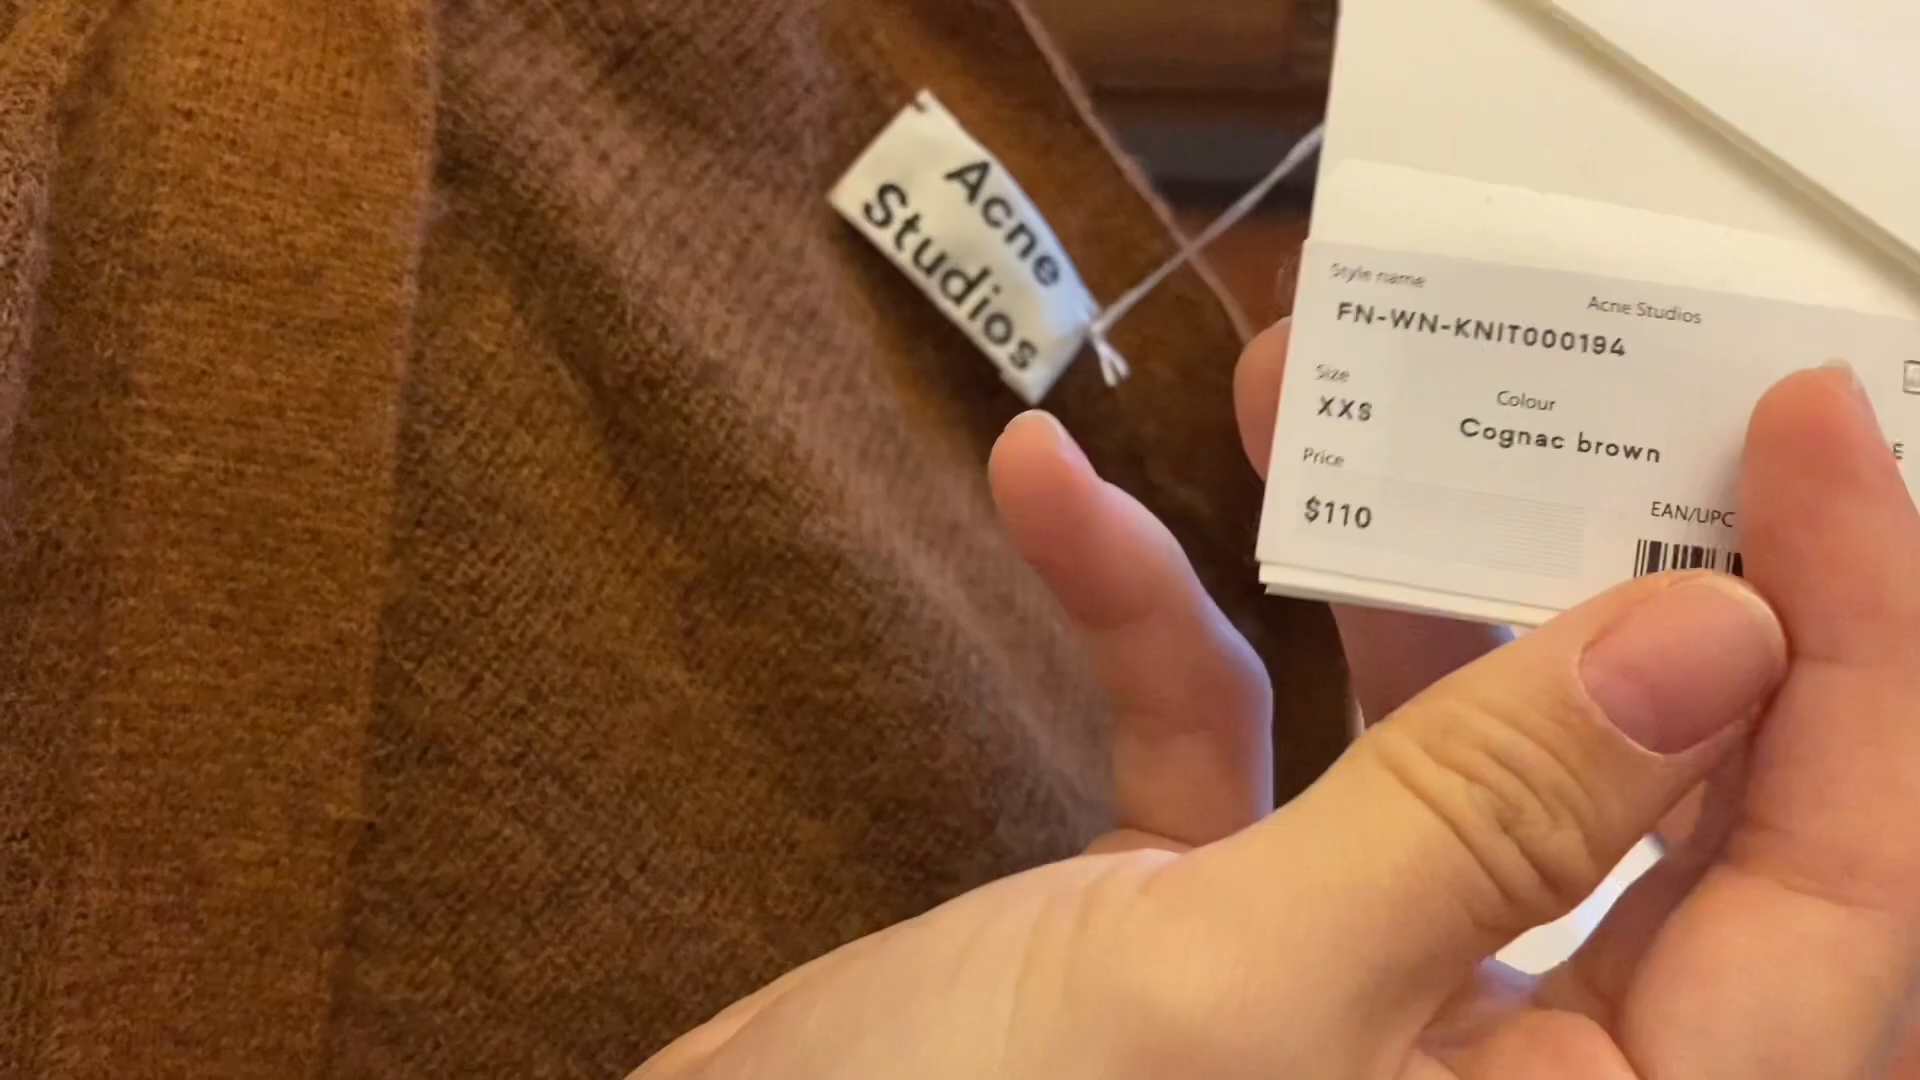 Acne
Studios
Style name
Acne Studios
FN-WN-KNIT000194
Size
Colour
XXS
Cognac brown
Price
$110
EAN/UPC